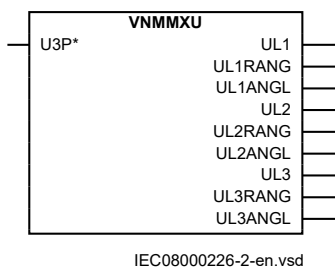 VNMMXU
U3P*
UL1
UL1RANG
UL1ANGL
UL2
UL2RANG
UL2ANGL
UL3
UL3RANG
UL3ANGL
IEC08000226-2-en.vsd